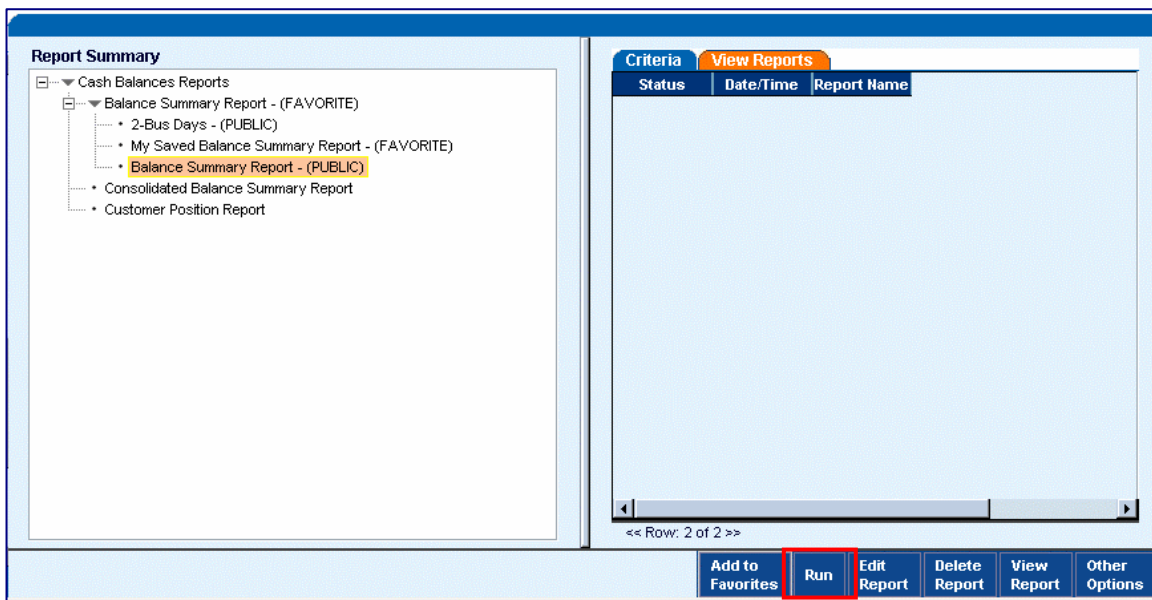 Report Summary
Cash Balances Reports
Balance Summary Report - (FAVORITE)
2-Bus Days - (PUBLIC)
My Saved Balance Summary Report - (FAVORITE)
Balance Summary Report - (PUBLIC)
Consolidated Balance Summary Report
Customer Position Report
Criteria View Reports
Status Date/Time Report Name
<< Row: 2 of 2 >>
Add to Favorites
Run
Edit Report
Delete Report
View Report
Other Options